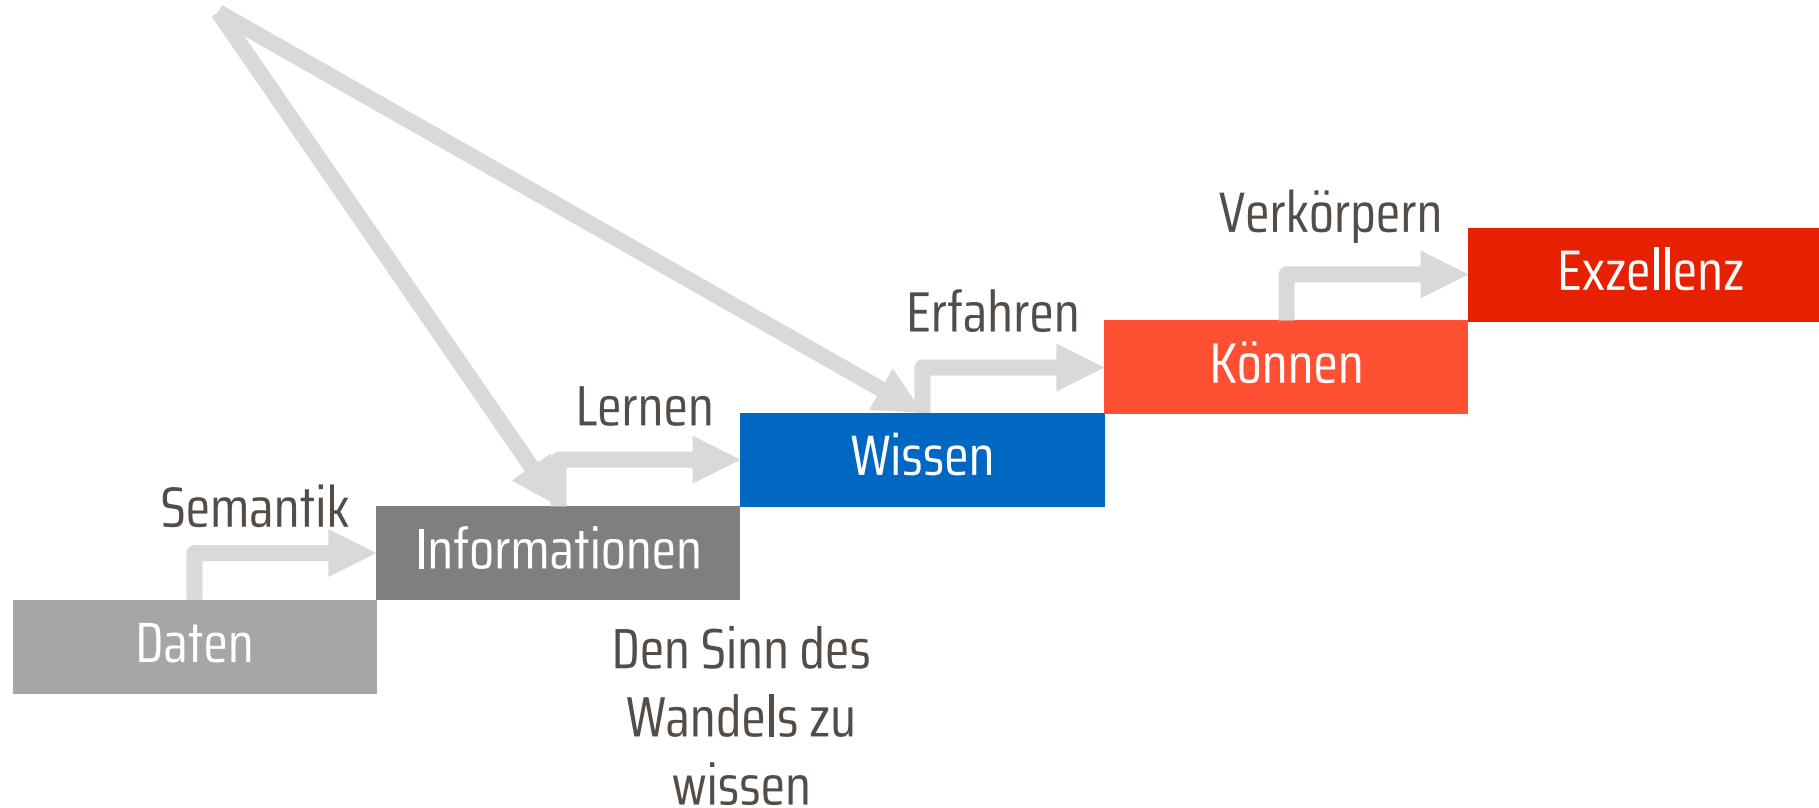 Verkörpern
Exzellenz
Erfahren
Können
Lernen
Wissen
Semantik
Informationen
Daten
Den Sinn des
Wandels zu
wissen